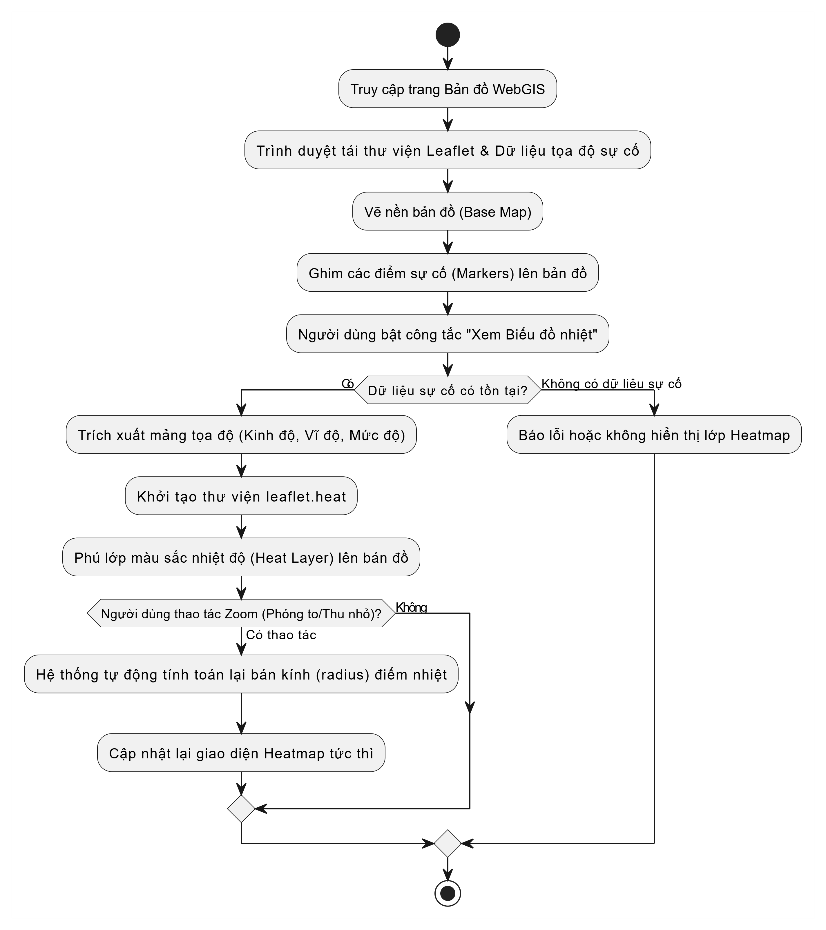 Truy cập trang Bản đồ WebGIS
Trình duyệt tải thư viện Leaflet & Dữ liệu tọa độ sự cố
Vẽ nền bản đồ (Base Map)
Ghim các điểm sự cố (Markers) lên bản đồ
Người dùng bật công tắc "Xem Biểu đồ nhiệt"
Có
Dữ liệu sự cố có tồn tại?
Không có dữ liệu sự cố
Trích xuất mảng tọa độ (Kinh độ, Vĩ độ, Mức độ)
Báo lỗi hoặc không hiển thị lớp Heatmap
Khởi tạo thư viện leaflet.heat
Phủ lớp màu sắc nhiệt độ (Heat Layer) lên bản đồ
Người dùng thao tác Zoom (Phóng to/Thu nhỏ)?
Không
Có thao tác
Hệ thống tự động tính toán lại bán kính (radius) điểm nhiệt
Cập nhật lại giao diện Heatmap tức thì